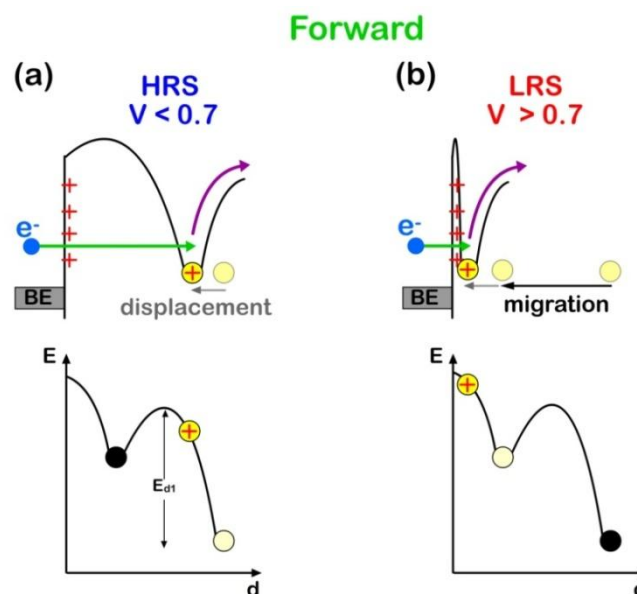 Forward
(a)
HRS
V < 0.7
(b)
LRS
V > 0.7
+
+
+
+
e-
+
BE
displacement
+
+
+
+
e-
+
BE
migration
E
+
Ed1
d
E
+